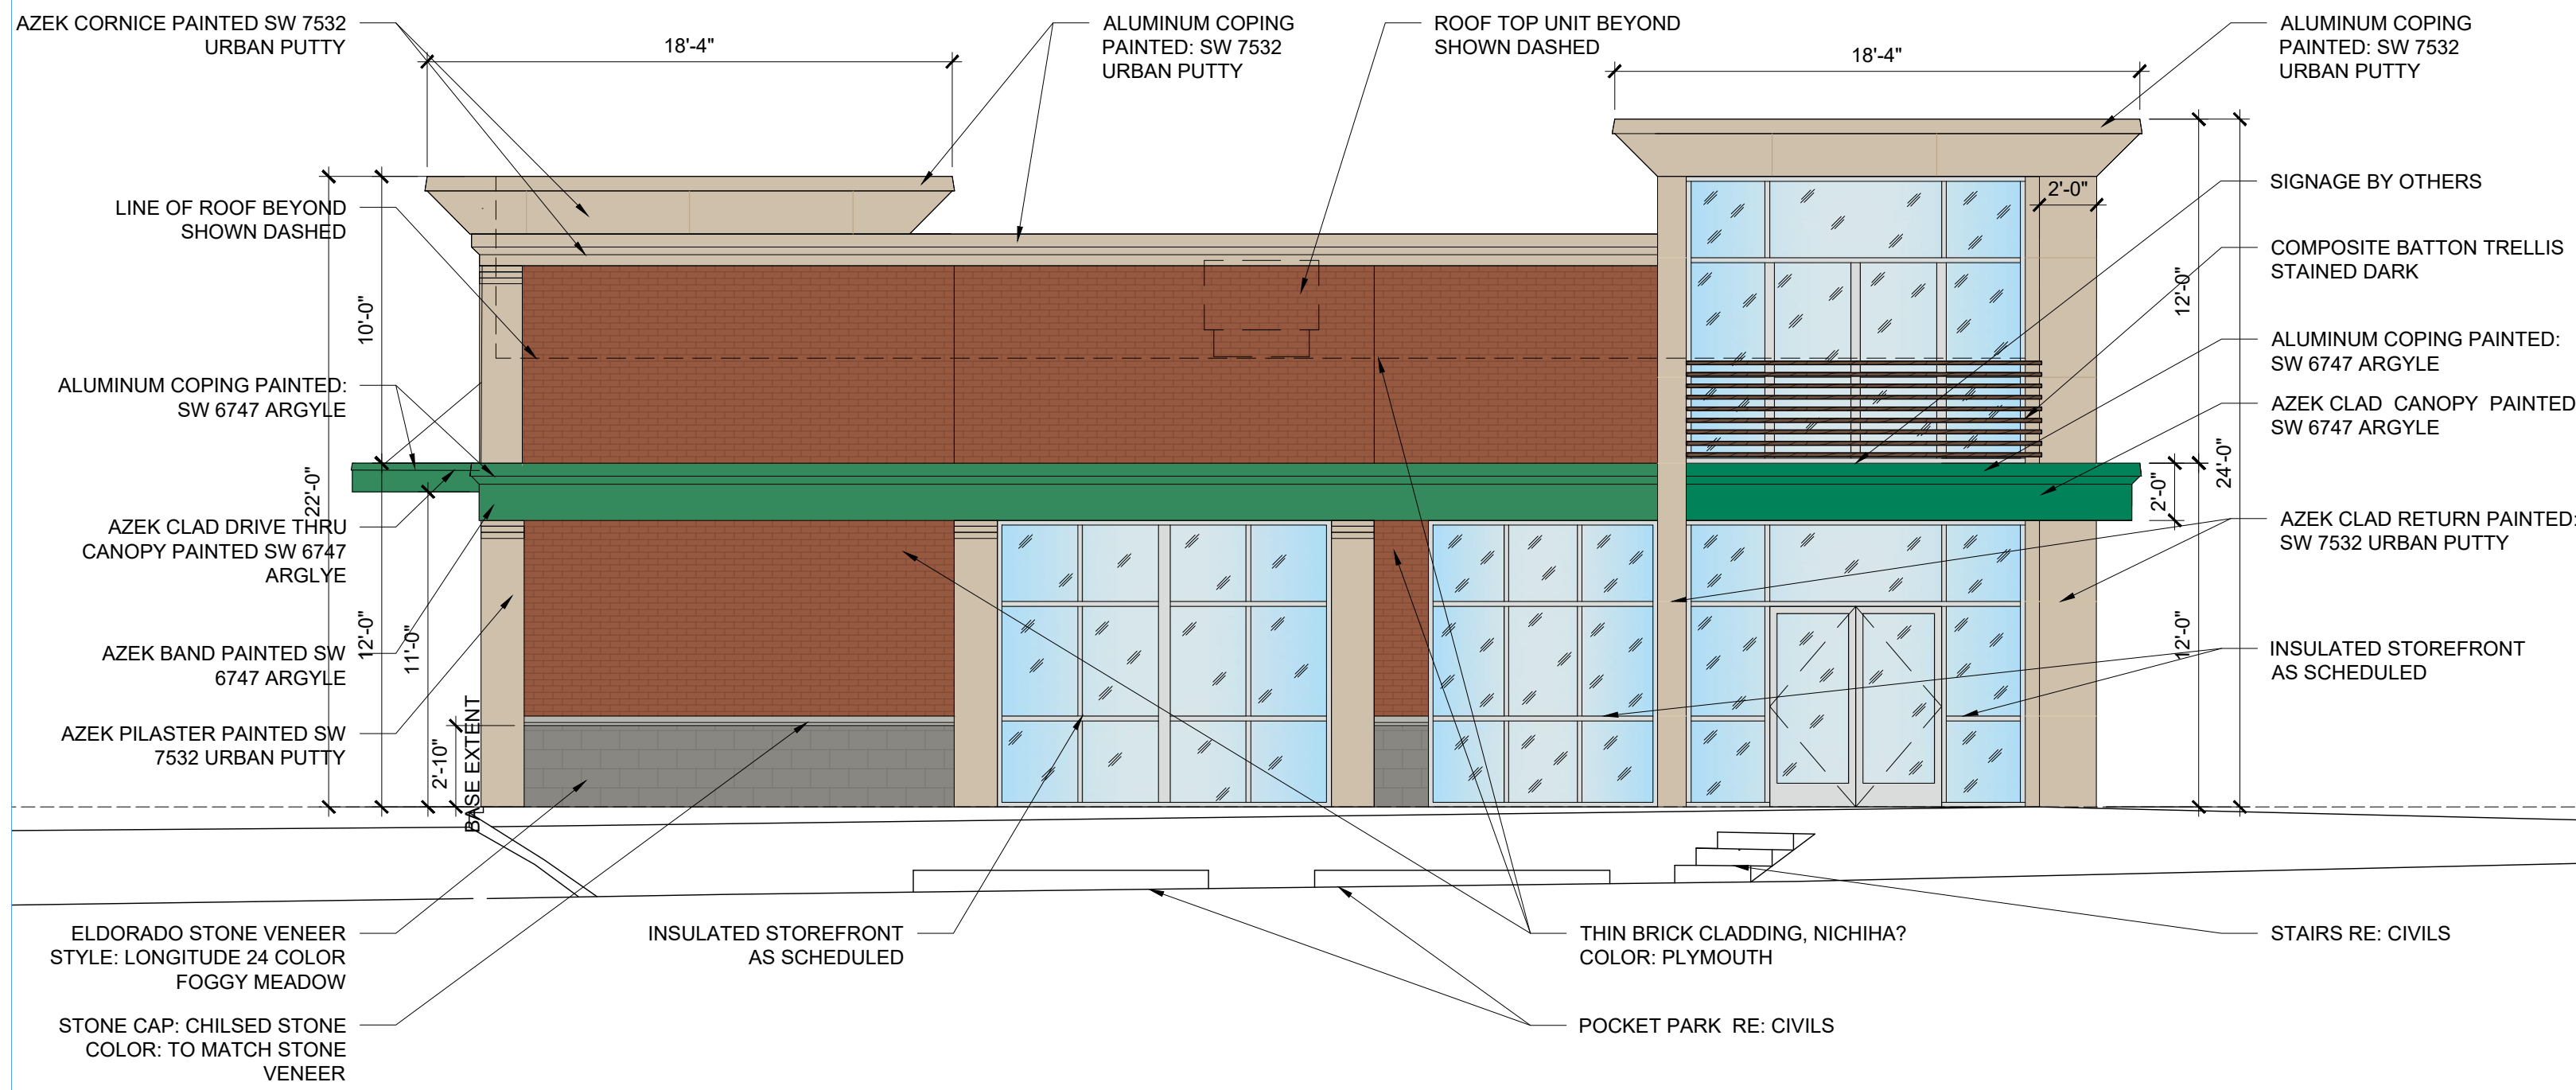 AZEK CORNICE PAINTED SW 7532
URBAN PUTTY
18'-4"
ALUMINUM COPING
PAINTED: SW 7532
URBAN PUTTY
ROOF TOP UNIT BEYOND
SHOWN DASHED
18'-4"
ALUMINUM COPING
PAINTED: SW 7532
URBAN PUTTY
LINE OF ROOF BEYOND
SHOWN DASHED
SIGNAGE BY OTHERS
2'-0"
COMPOSITE BATTON TRELLIS
STAINED DARK
10'-0"
12'-0"
ALUMINUM COPING PAINTED:
SW 6747 ARGYLE
ALUMINUM COPING PAINTED:
SW 6747 ARGYLE
AZEK CLAD CANOPY PAINTED
SW 6747 ARGYLE
22'-0"
24'-0"
2'-0"
AZEK CLAD DRIVE THRU
CANOPY PAINTED SW 6747
ARGLYE
AZEK CLAD RETURN PAINTED:
SW 7532 URBAN PUTTY
12'-0"
11'-0"
12'-0"
AZEK BAND PAINTED SW
6747 ARGYLE
INSULATED STOREFRONT
AS SCHEDULED
AZEK PILASTER PAINTED SW
7532 URBAN PUTTY
2'-10"
BASE EXTENT
ELDORADO STONE VENEER
STYLE: LONGITUDE 24 COLOR
FOGGY MEADOW
INSULATED STOREFRONT
AS SCHEDULED
THIN BRICK CLADDING, NICHIHA?
COLOR: PLYMOUTH
STAIRS RE: CIVILS
STONE CAP: CHILSED STONE
COLOR: TO MATCH STONE
VENEER
POCKET PARK RE: CIVILS